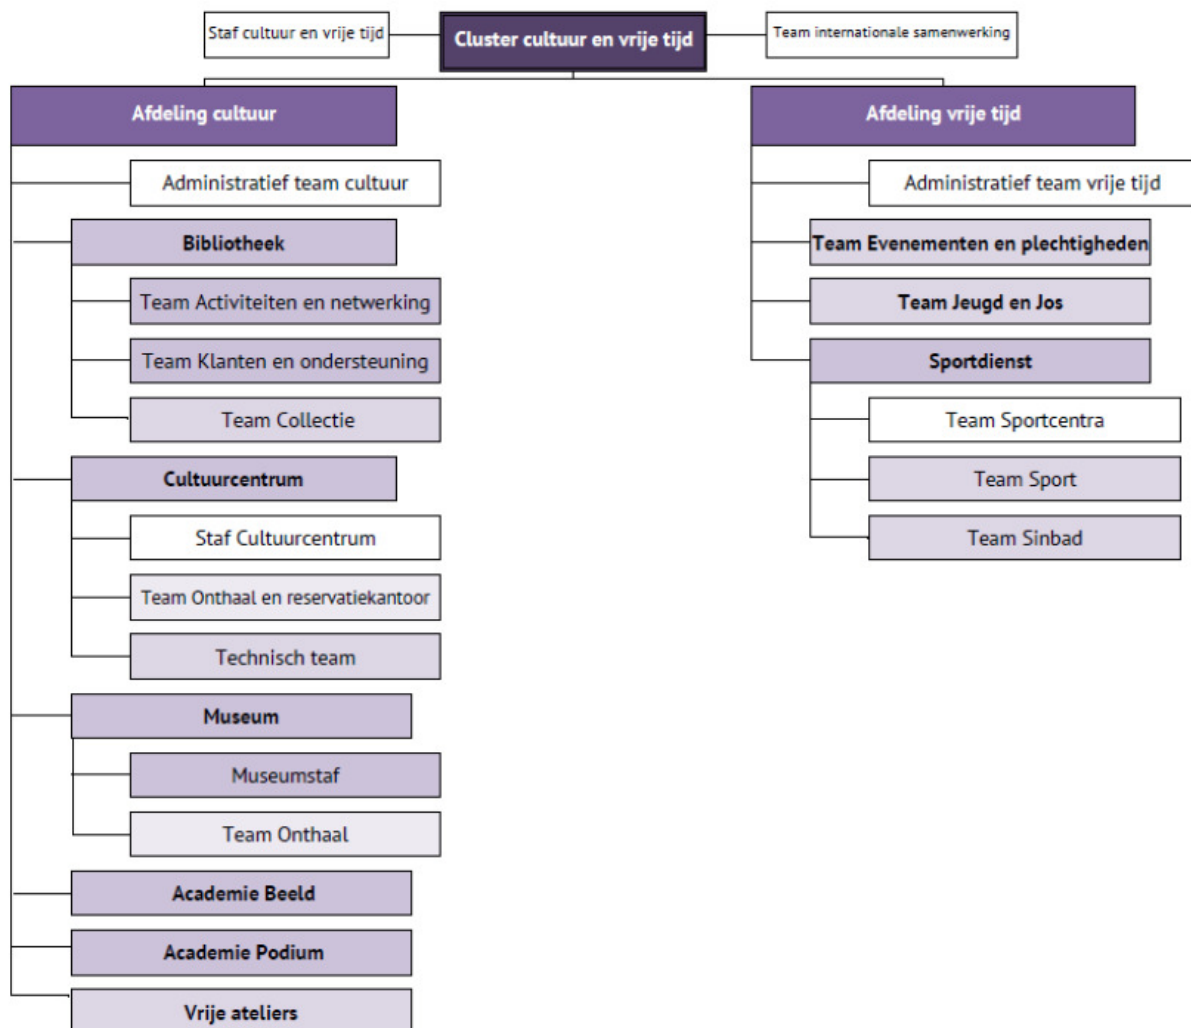 Staf cultuur en vrije tijd
Cluster cultuur en vrije tijd
Team internationale samenwerking
Afdeling cultuur
Administratief team cultuur
Bibliotheek
Team Activiteiten en netwerking
Team Klanten en ondersteuning
Team Collectie
Cultuurcentrum
Staf Cultuurcentrum
Team Onthaal en reservatiekantoor
Technisch team
Museum
Museumstaf
Team Onthaal
Academie Beeld
Academie Podium
Vrije ateliers
Afdeling vrije tijd
Administratief team vrije tijd
Team Evenementen en plechtigheden
Team Jeugd en Jos
Sportdienst
Team Sportcentra
Team Sport
Team Sinbad